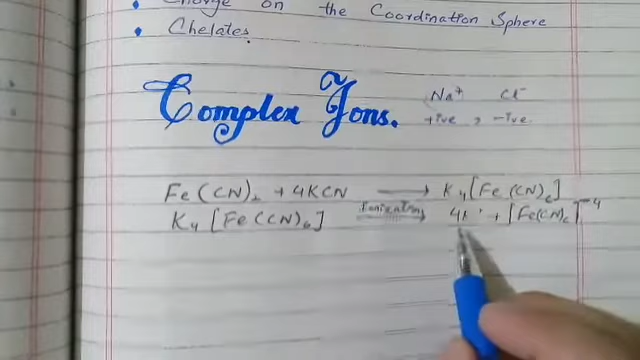 • Charge on the Coordination Sphere
• Chelates.
Complex Ions.
Na⁺ Cl⁻
+ive , -ive.
Fe(CN)₂ + 4KCN → K₄[Fe(CN)₆]
K₄[Fe(CN)₆] Ionization → 4K⁺ + [Fe(CN)₆]⁻⁴